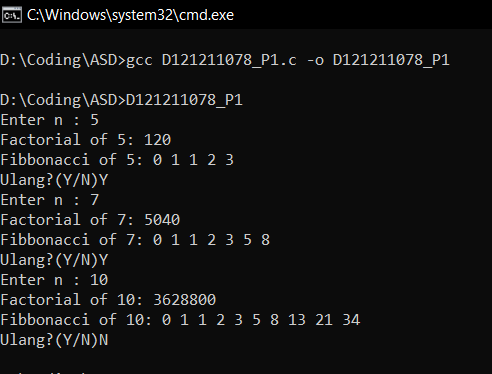 C:\Windows\system32\cmd.exe
D:\Coding\ASD>gcc D121211078_P1.c -o D121211078_P1
D:\Coding\ASD>D121211078_P1
Enter n : 5
Factorial of 5: 120
Fibbonacci of 5: 0 1 1 2 3
Ulang?(Y/N)Y
Enter n : 7
Factorial of 7: 5040
Fibbonacci of 7: 0 1 1 2 3 5 8
Ulang?(Y/N)Y
Enter n : 10
Factorial of 10: 3628800
Fibbonacci of 10: 0 1 1 2 3 5 8 13 21 34
Ulang?(Y/N)N